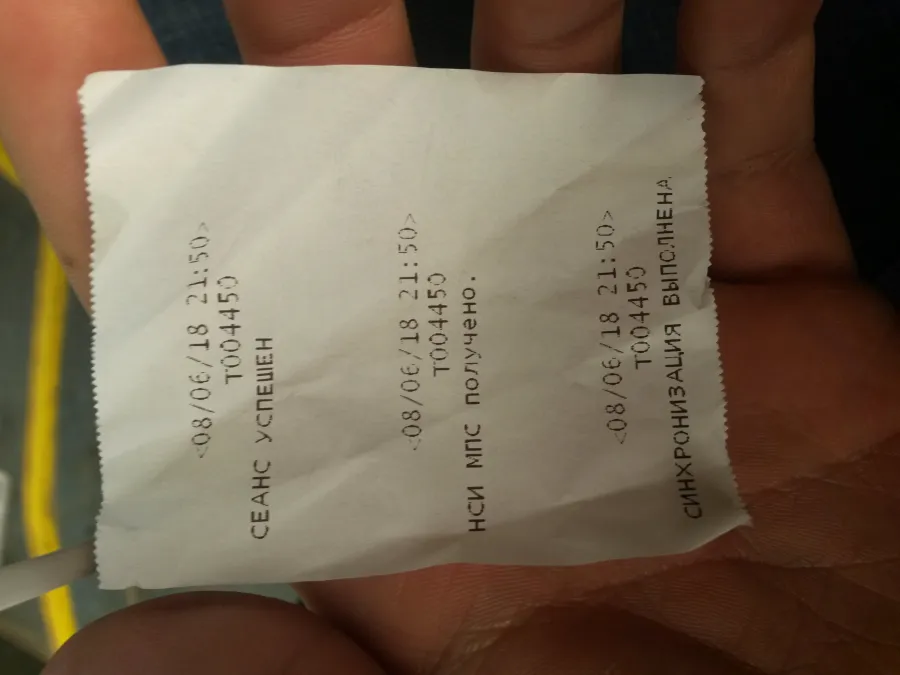 <08/06/18 21:50>
T004450
СЕАНС УСПЕШЕН
<08/06/18 21:50>
T004450
НСИ МПС получено.
<08/06/18 21:50>
T004450
СИНХРОНИЗАЦИЯ ВЫПОЛНЕНА